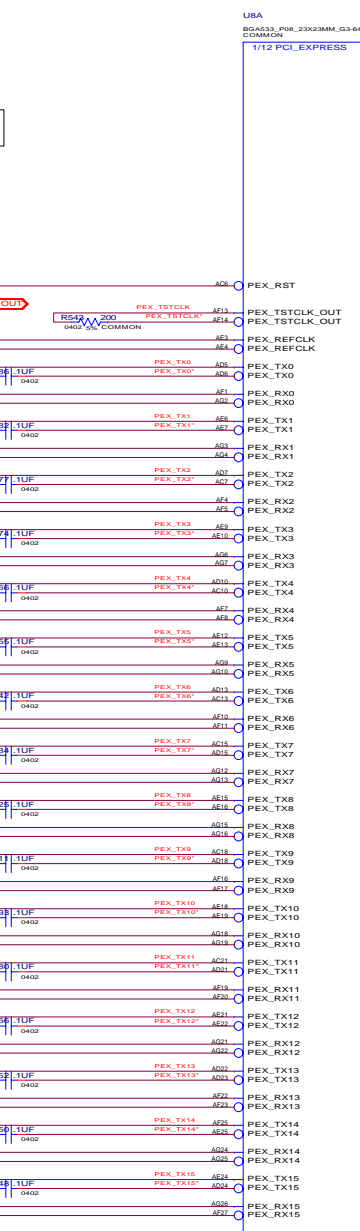 U8A
BGA533_P08_23X23MM_G3-64
COMMON
1/12 PCI_EXPRESS
AC6 PEX_RST
OUT
PEX_TSTCLK AF13 PEX_TSTCLK_OUT
R543 200 PEX_TSTCLK* AF14 PEX_TSTCLK_OUT
0402 5% COMMON
AE3 PEX_REFCLK
AE4 PEX_REFCLK
PEX_TX0 AD5 PEX_TX0
.1UF PEX_TX0* AD6 PEX_TX0
0402
AF1 PEX_RX0
AG2 PEX_RX0
PEX_TX1 AE6 PEX_TX1
.1UF PEX_TX1* AE7 PEX_TX1
0402
AG3 PEX_RX1
AG4 PEX_RX1
PEX_TX2 AD7 PEX_TX2
.1UF PEX_TX2* AC7 PEX_TX2
0402
AF4 PEX_RX2
AF5 PEX_RX2
PEX_TX3 AE9 PEX_TX3
.1UF PEX_TX3* AE10 PEX_TX3
0402
AG6 PEX_RX3
AG7 PEX_RX3
PEX_TX4 AD10 PEX_TX4
.1UF PEX_TX4* AC10 PEX_TX4
0402
AF7 PEX_RX4
AF8 PEX_RX4
PEX_TX5 AE12 PEX_TX5
.1UF PEX_TX5* AE13 PEX_TX5
0402
AG9 PEX_RX5
AG10 PEX_RX5
PEX_TX6 AD13 PEX_TX6
.1UF PEX_TX6* AC13 PEX_TX6
0402
AF10 PEX_RX6
AF11 PEX_RX6
PEX_TX7 AC15 PEX_TX7
.1UF PEX_TX7* AD15 PEX_TX7
0402
AG12 PEX_RX7
AG13 PEX_RX7
PEX_TX8 AE15 PEX_TX8
.1UF PEX_TX8* AE16 PEX_TX8
0402
AG15 PEX_RX8
AG16 PEX_RX8
PEX_TX9 AC18 PEX_TX9
.1UF PEX_TX9* AD18 PEX_TX9
0402
AF16 PEX_RX9
AF17 PEX_RX9
PEX_TX10 AE18 PEX_TX10
.1UF PEX_TX10* AE19 PEX_TX10
0402
AG18 PEX_RX10
AG19 PEX_RX10
PEX_TX11 AC21 PEX_TX11
.1UF PEX_TX11* AD21 PEX_TX11
0402
AF19 PEX_RX11
AF20 PEX_RX11
PEX_TX12 AE21 PEX_TX12
.1UF PEX_TX12* AE22 PEX_TX12
0402
AG21 PEX_RX12
AG22 PEX_RX12
PEX_TX13 AD22 PEX_TX13
.1UF PEX_TX13* AD23 PEX_TX13
0402
AF22 PEX_RX13
AF23 PEX_RX13
PEX_TX14 AF25 PEX_TX14
.1UF PEX_TX14* AE25 PEX_TX14
0402
AG24 PEX_RX14
AG25 PEX_RX14
PEX_TX15 AE24 PEX_TX15
.1UF PEX_TX15* AD24 PEX_TX15
0402
AG26 PEX_RX15
AF27 PEX_RX15